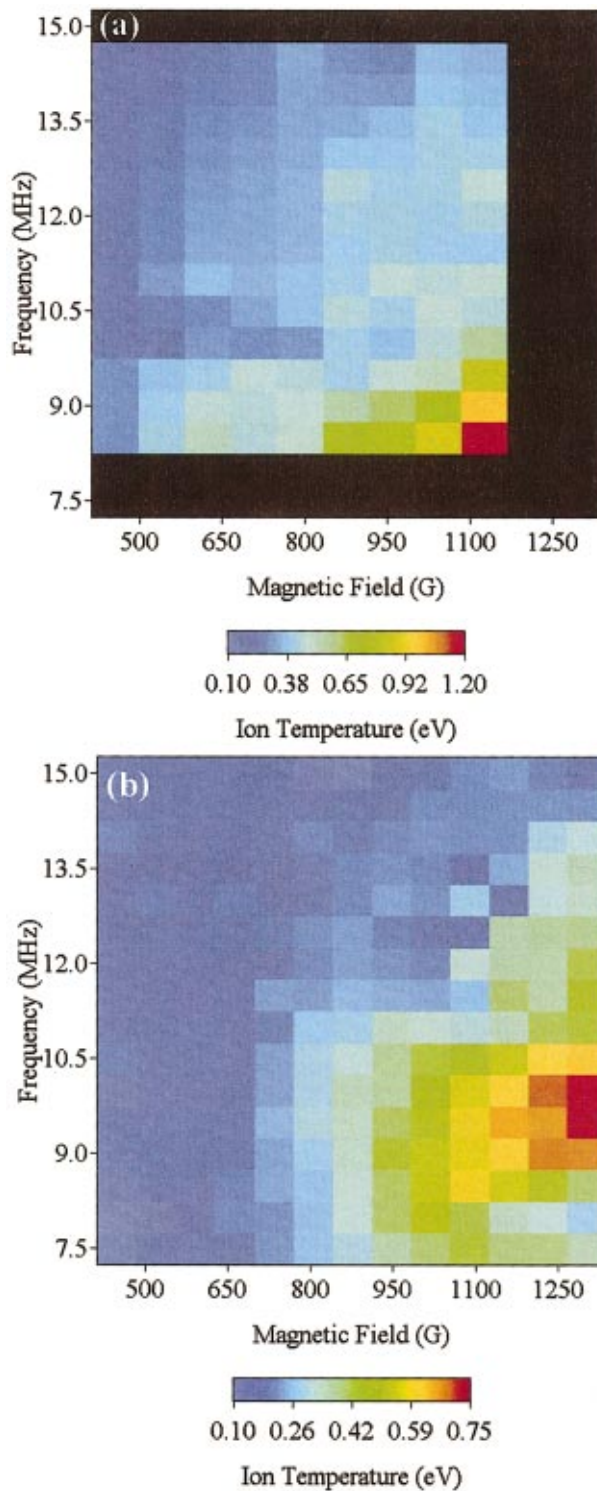 (a)
15.0
13.5
12.0
10.5
9.0
7.5
Frequency (MHz)
500 650 800 950 1100 1250
Magnetic Field (G)
0.10 0.38 0.65 0.92 1.20
Ion Temperature (eV)
(b)
15.0
13.5
12.0
10.5
9.0
7.5
Frequency (MHz)
500 650 800 950 1100 1250
Magnetic Field (G)
0.10 0.26 0.42 0.59 0.75
Ion Temperature (eV)